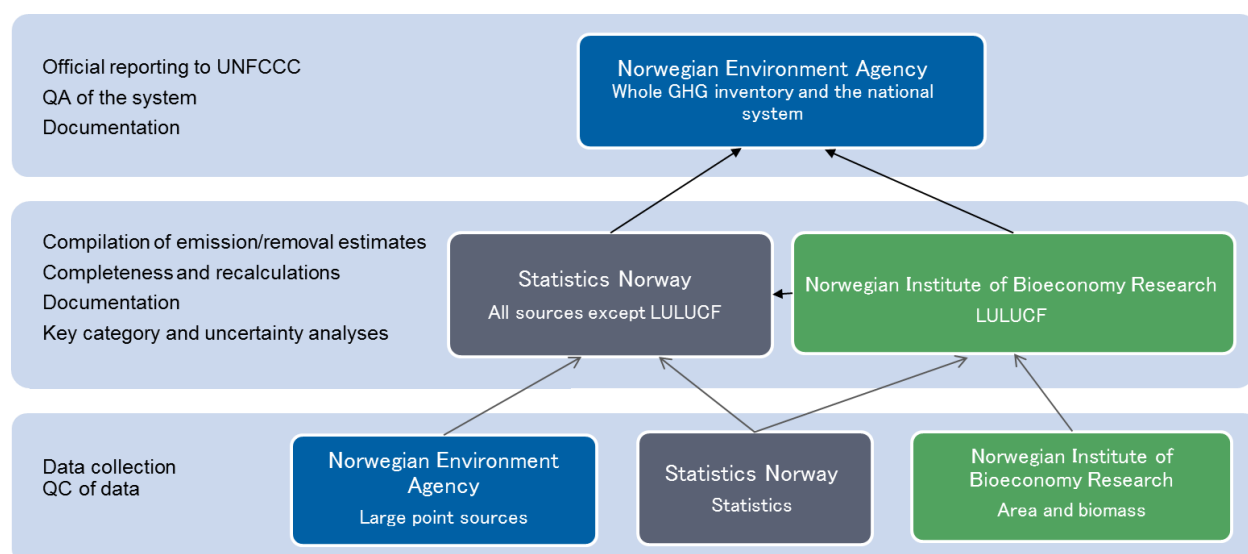 Official reporting to UNFCCC
QA of the system
Documentation
Norwegian Environment Agency
Whole GHG inventory and the national
system
Compilation of emission/removal estimates
Completeness and recalculations
Documentation
Key category and uncertainty analyses
Statistics Norway
All sources except LULUCF
Norwegian Institute of Bioeconomy Research
LULUCF
Data collection
QC of data
Norwegian Environment
Agency
Large point sources
Statistics Norway
Statistics
Norwegian Institute of
Bioeconomy Research
Area and biomass